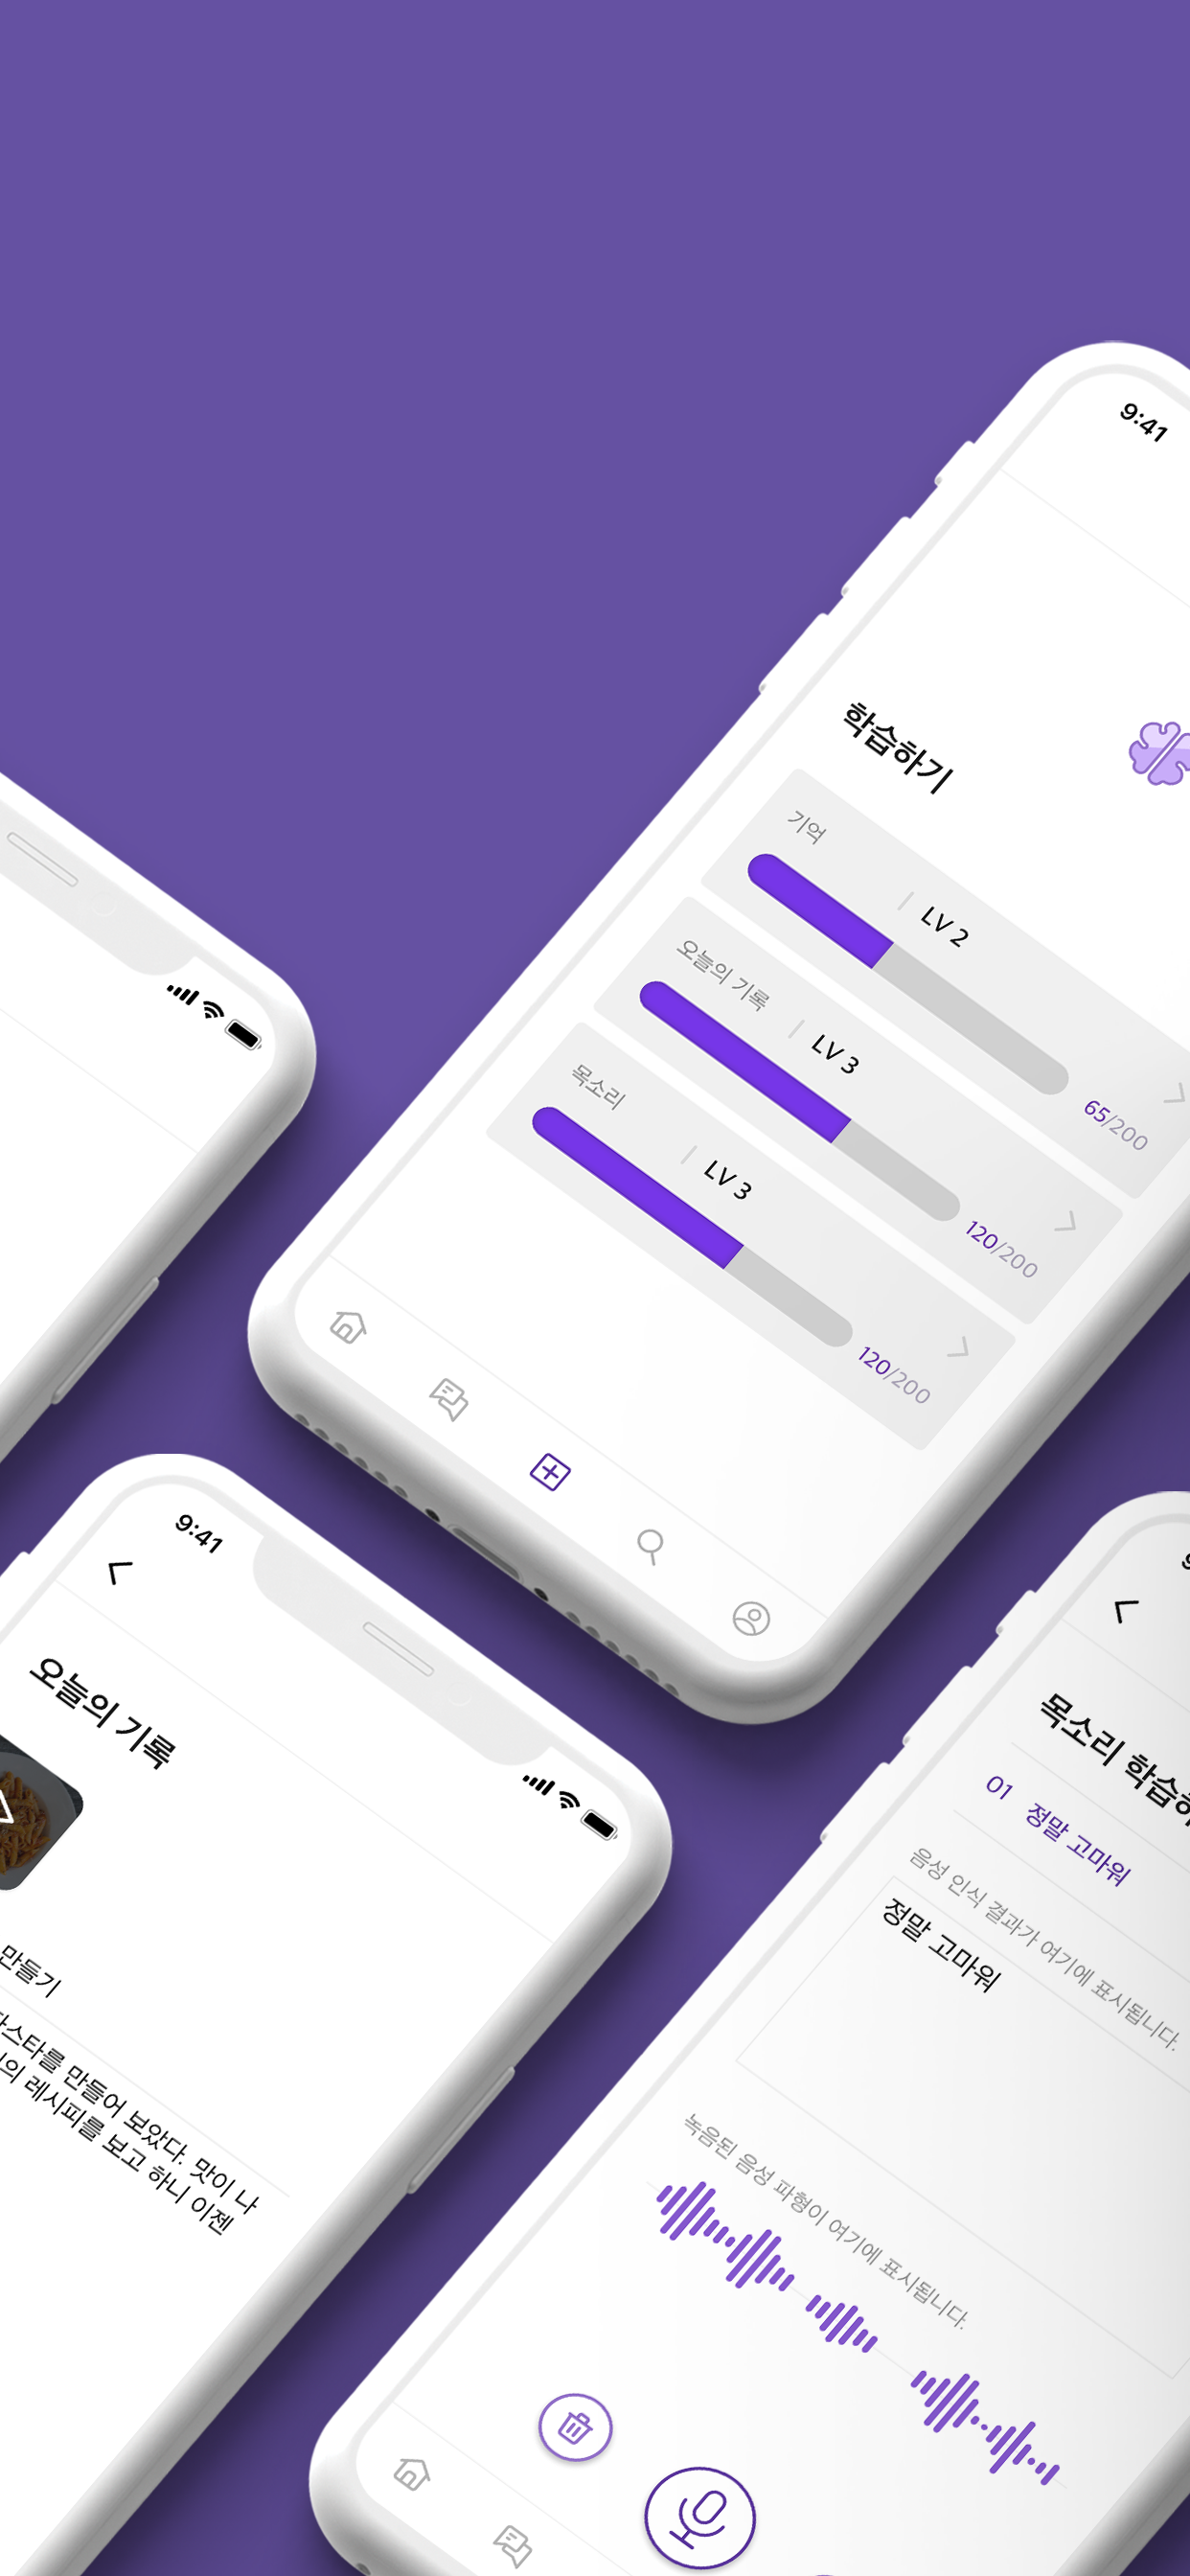 9:41
학습하기
기억
LV 2
65/200
오늘의 기록
LV 3
120/200
목소리
LV 3
120/200
9:41
오늘의 기록
만들기
파스타를 만들어 보았다. 맛이 나
의 레시피를 보고 하니 이젠
목소리 학습하
01 정말 고마워
음성 인식 결과가 여기에 표시됩니다.
정말 고마워
녹음된 음성 파형이 여기에 표시됩니다.